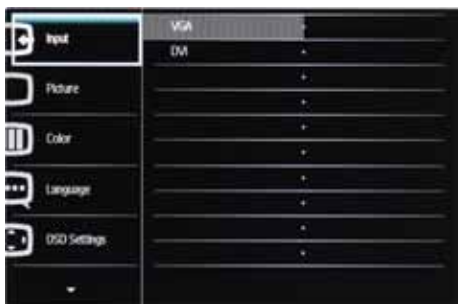 Input
VGA
DVI
Picture
Color
Language
OSD Settings